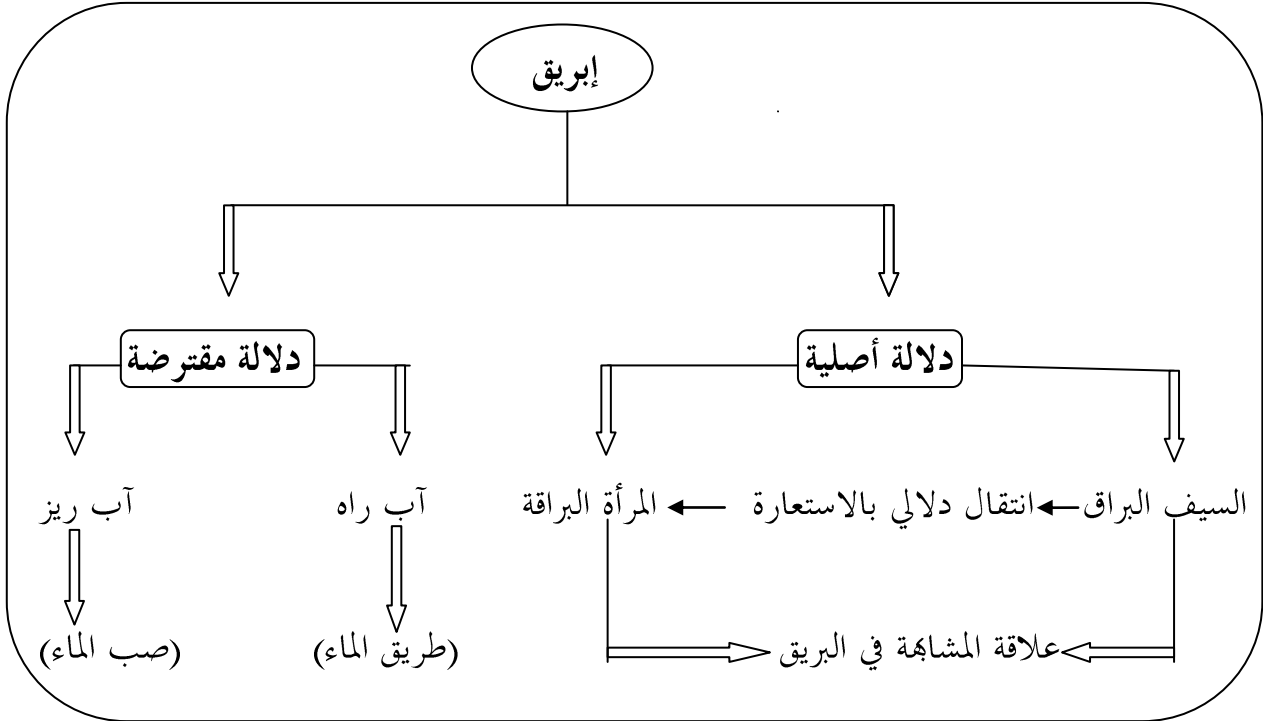 إبريق
دلالة أصلية
دلالة مقترضة
السيف البراق
انتقال دلالي بالاستعارة
المرأة البراقة
آب راه
آب ريز
علاقة المشابهة في البريق
(طريق الماء)
(صب الماء)